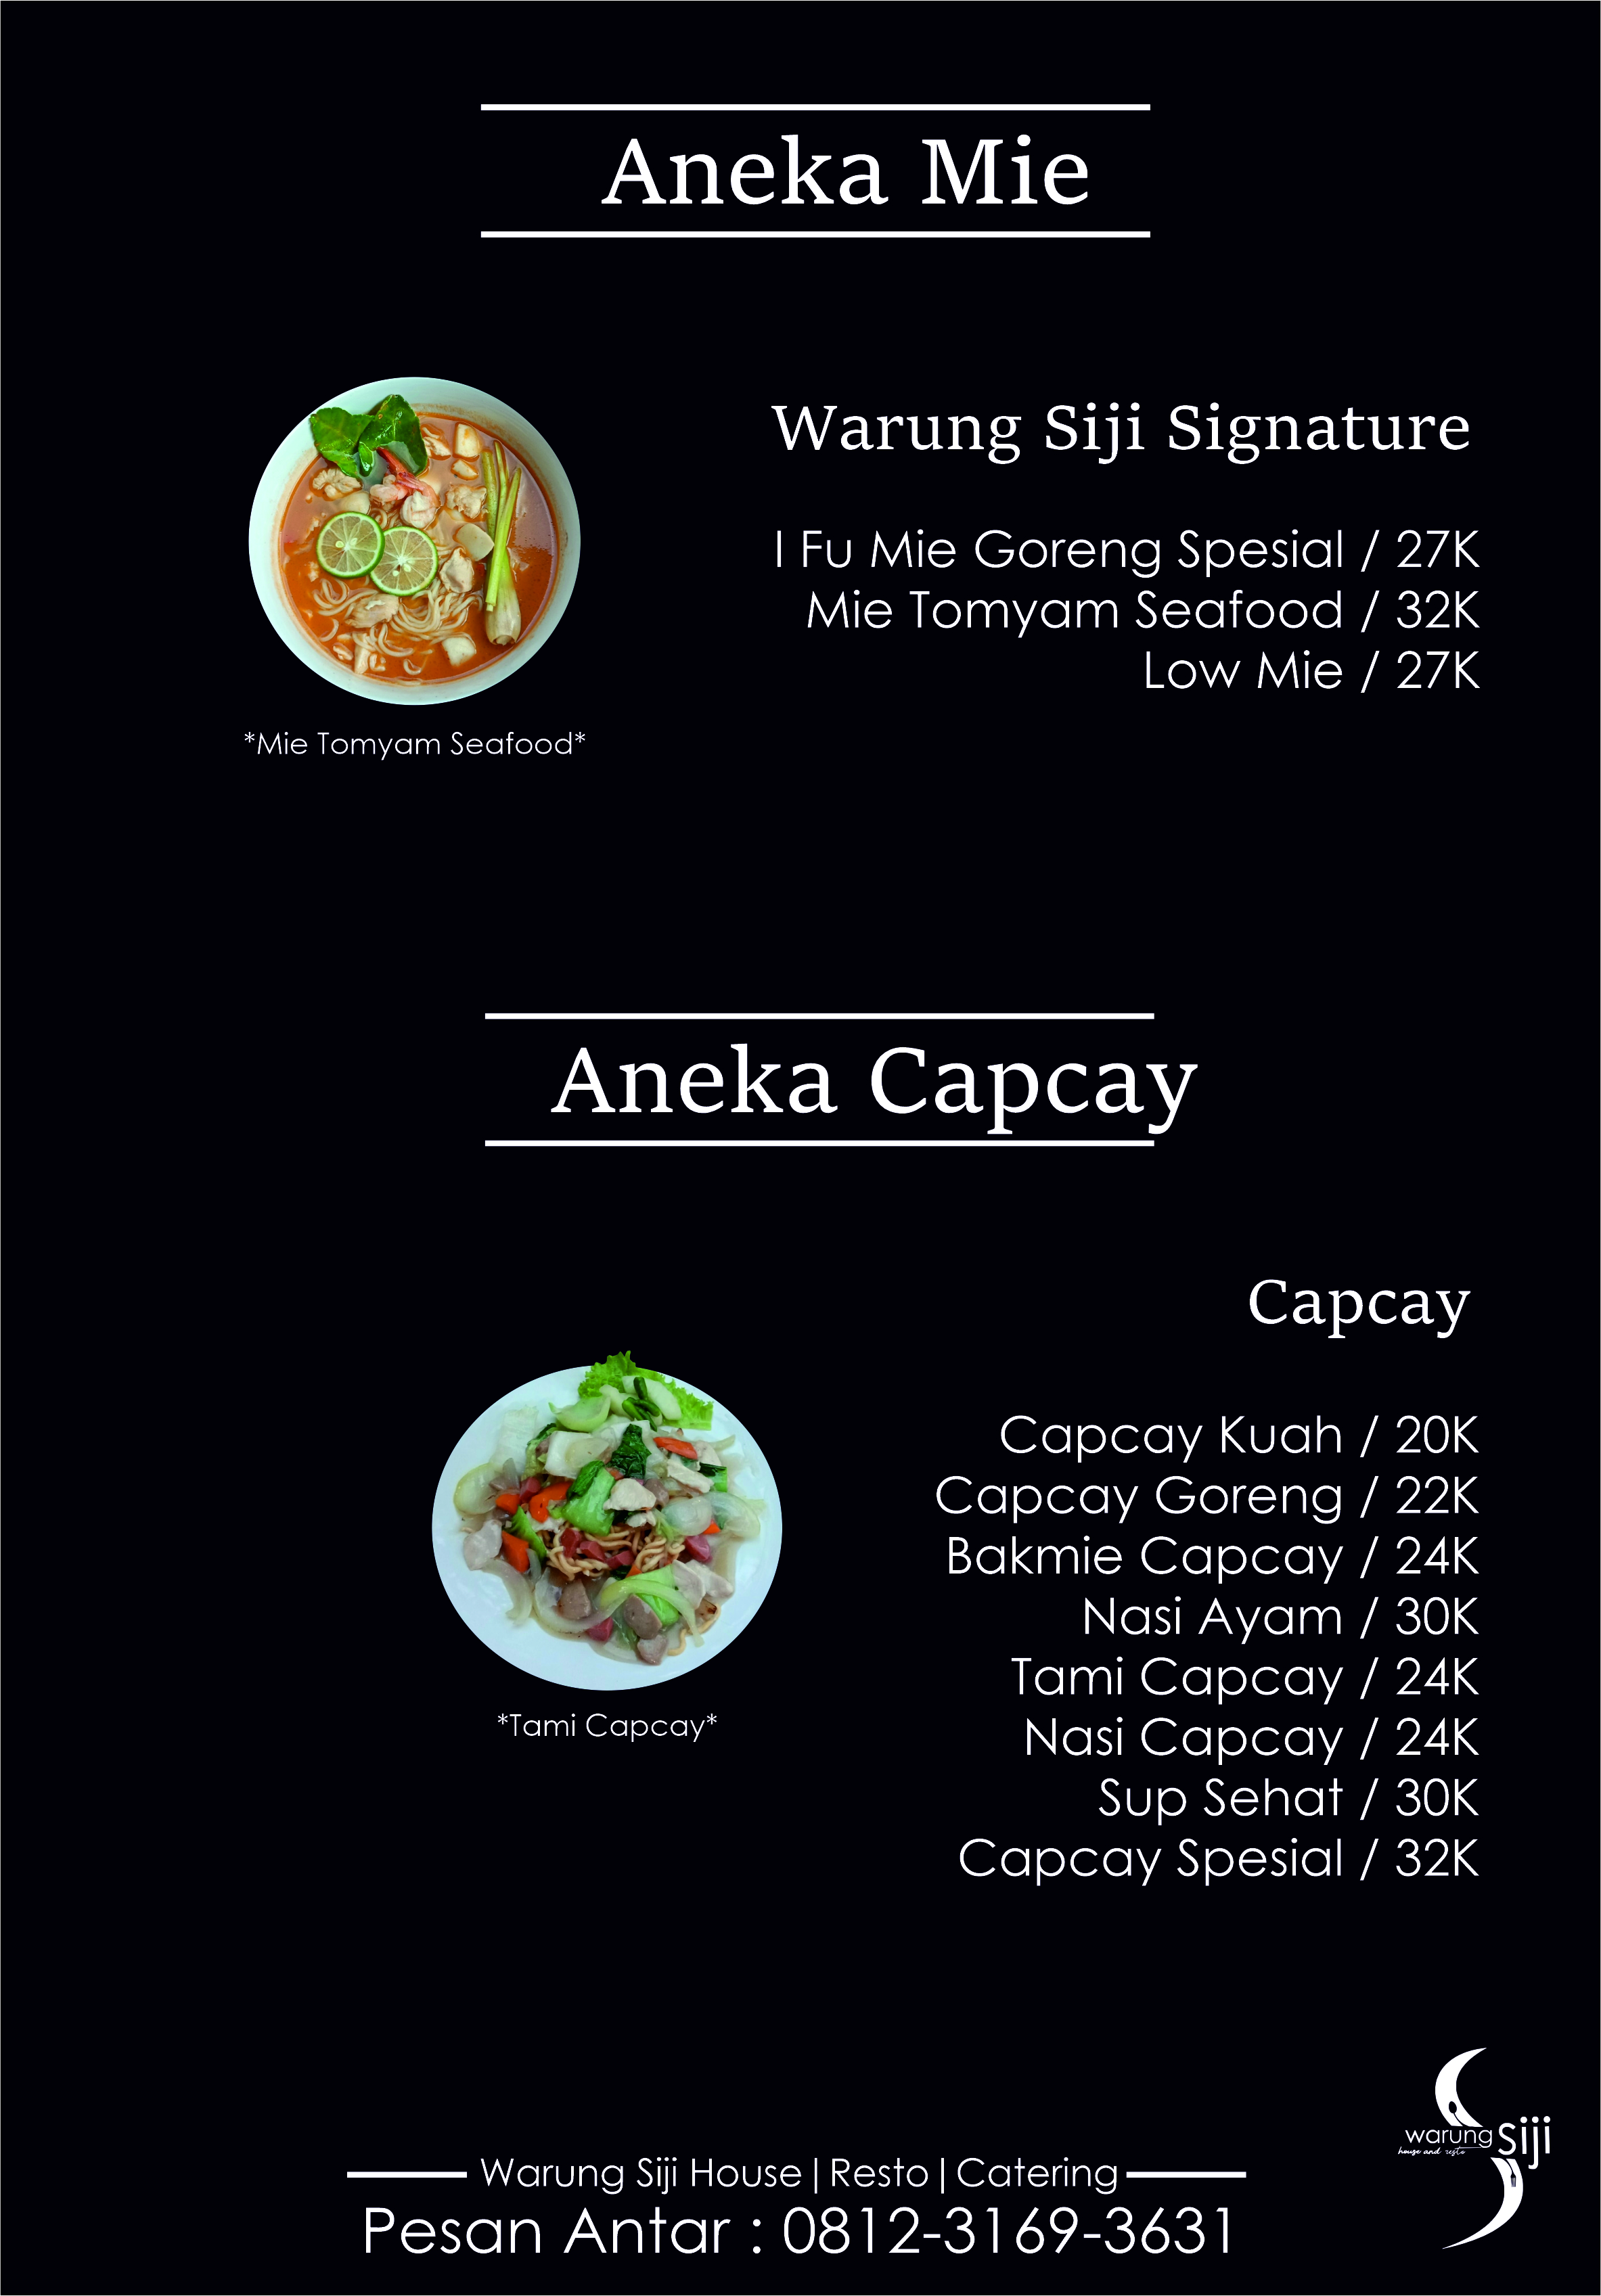 Aneka Mie
Warung Siji Signature
I Fu Mie Goreng Spesial / 27K
Mie Tomyam Seafood / 32K
Low Mie / 27K
*Mie Tomyam Seafood*
Aneka Capcay
Capcay
Capcay Kuah / 20K
Capcay Goreng / 22K
Bakmie Capcay / 24K
Nasi Ayam / 30K
Tami Capcay / 24K
Nasi Capcay / 24K
Sup Sehat / 30K
Capcay Spesial / 32K
*Tami Capcay*
warung siji
house and resto
Warung Siji House|Resto|Catering
Pesan Antar : 0812-3169-3631